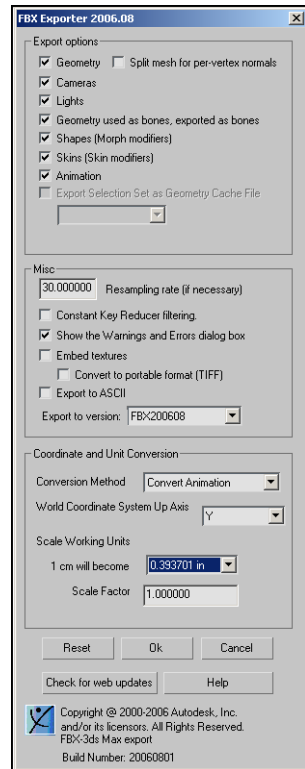 FBX Exporter 2006.08
Export options
Geometry Split mesh for per-vertex normals
Cameras
Lights
Geometry used as bones, exported as bones
Shapes (Morph modifiers)
Skins (Skin modifiers)
Animation
Export Selection Set as Geometry Cache File
Misc
30.000000 Resampling rate (if necessary)
Constant Key Reducer filtering.
Show the Warnings and Errors dialog box
Embed textures
Convert to portable format (TIFF)
Export to ASCII
Export to version: FBX200608
Coordinate and Unit Conversion
Conversion Method Convert Animation
World Coordinate System Up Axis Y
Scale Working Units
1 cm will become 0.393701 in
Scale Factor 1.000000
Reset Ok Cancel
Check for web updates Help
Copyright @ 2000-2006 Autodesk, Inc.
and/or its licensors. All Rights Reserved.
FBX-3ds Max export
Build Number: 20060801